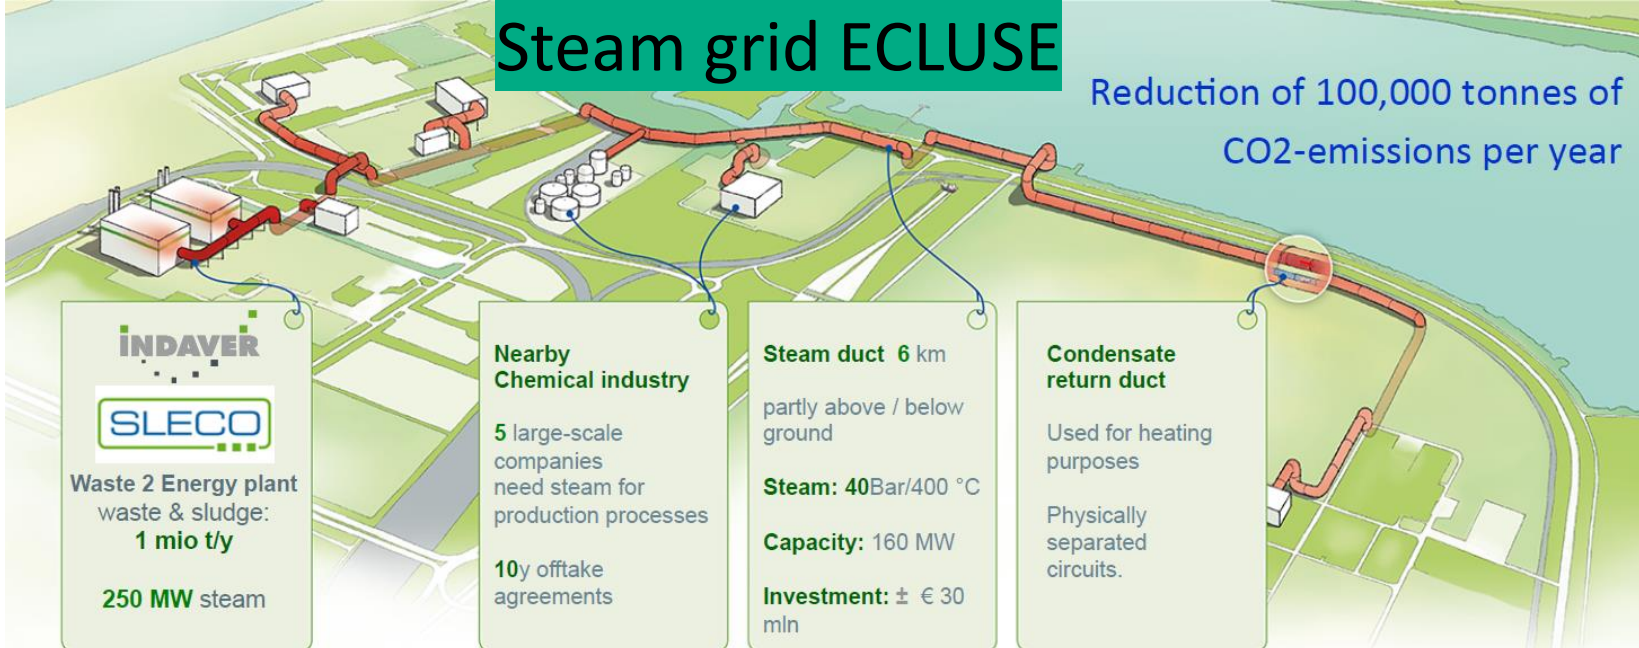 Steam grid ECLUSE
Reduction of 100,000 tonnes of
CO2-emissions per year
INDAVER
SLECO
Waste 2 Energy plant
waste & sludge:
1 mio t/y
250 MW steam
Nearby
Chemical industry
5 large-scale
companies
need steam for
production processes
10y offtake
agreements
Steam duct 6 km
partly above / below
ground
Steam: 40Bar/400 °C
Capacity: 160 MW
Investment: ± € 30
mln
Condensate
return duct
Used for heating
purposes
Physically
separated
circuits.